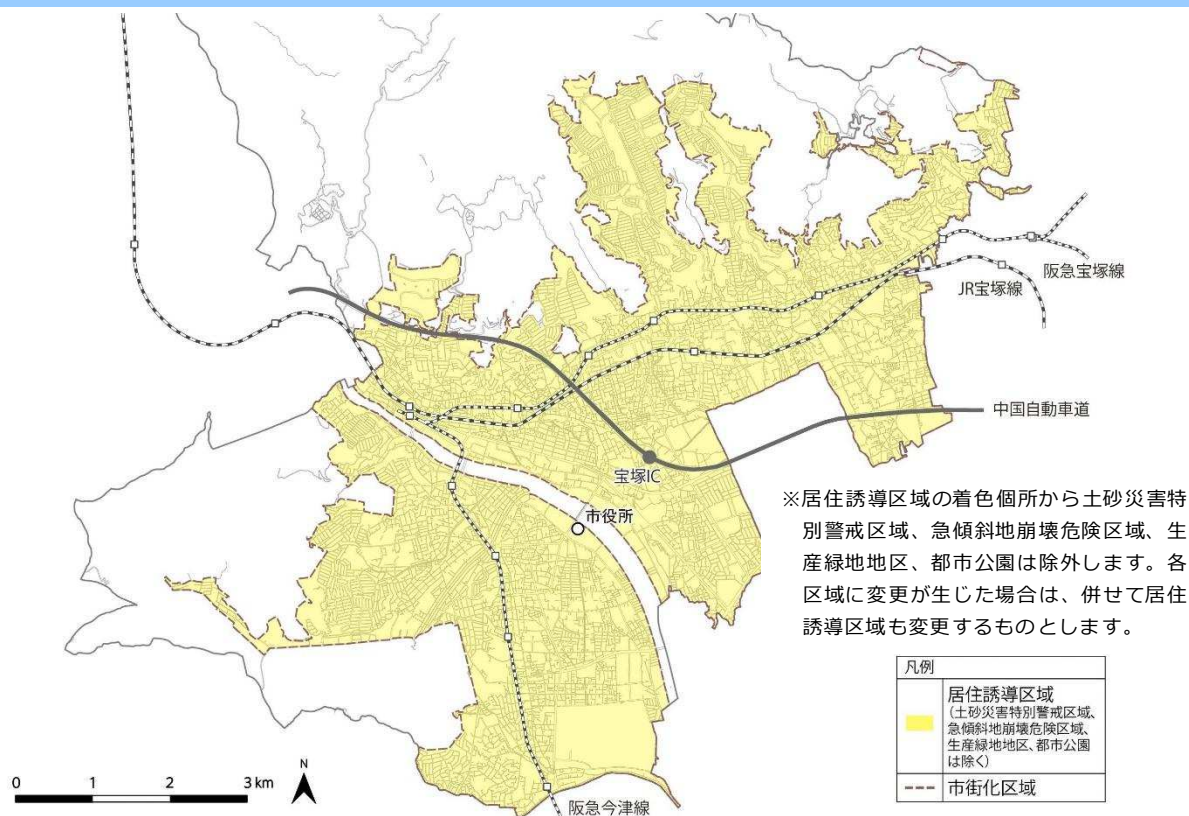 阪急宝塚線
JR宝塚線
中国自動車道
宝塚IC
市役所
※居住誘導区域の着色個所から土砂災害特
別警戒区域、急傾斜地崩壊危険区域、生
産緑地地区、都市公園は除外します。各
区域に変更が生じた場合は、併せて居住
誘導区域も変更するものとします。
凡例
居住誘導区域
(土砂災害特別警戒区域、
急傾斜地崩壊危険区域、
生産緑地地区、都市公園
は除く)
市街化区域
0 1 2 3 km
N
阪急今津線